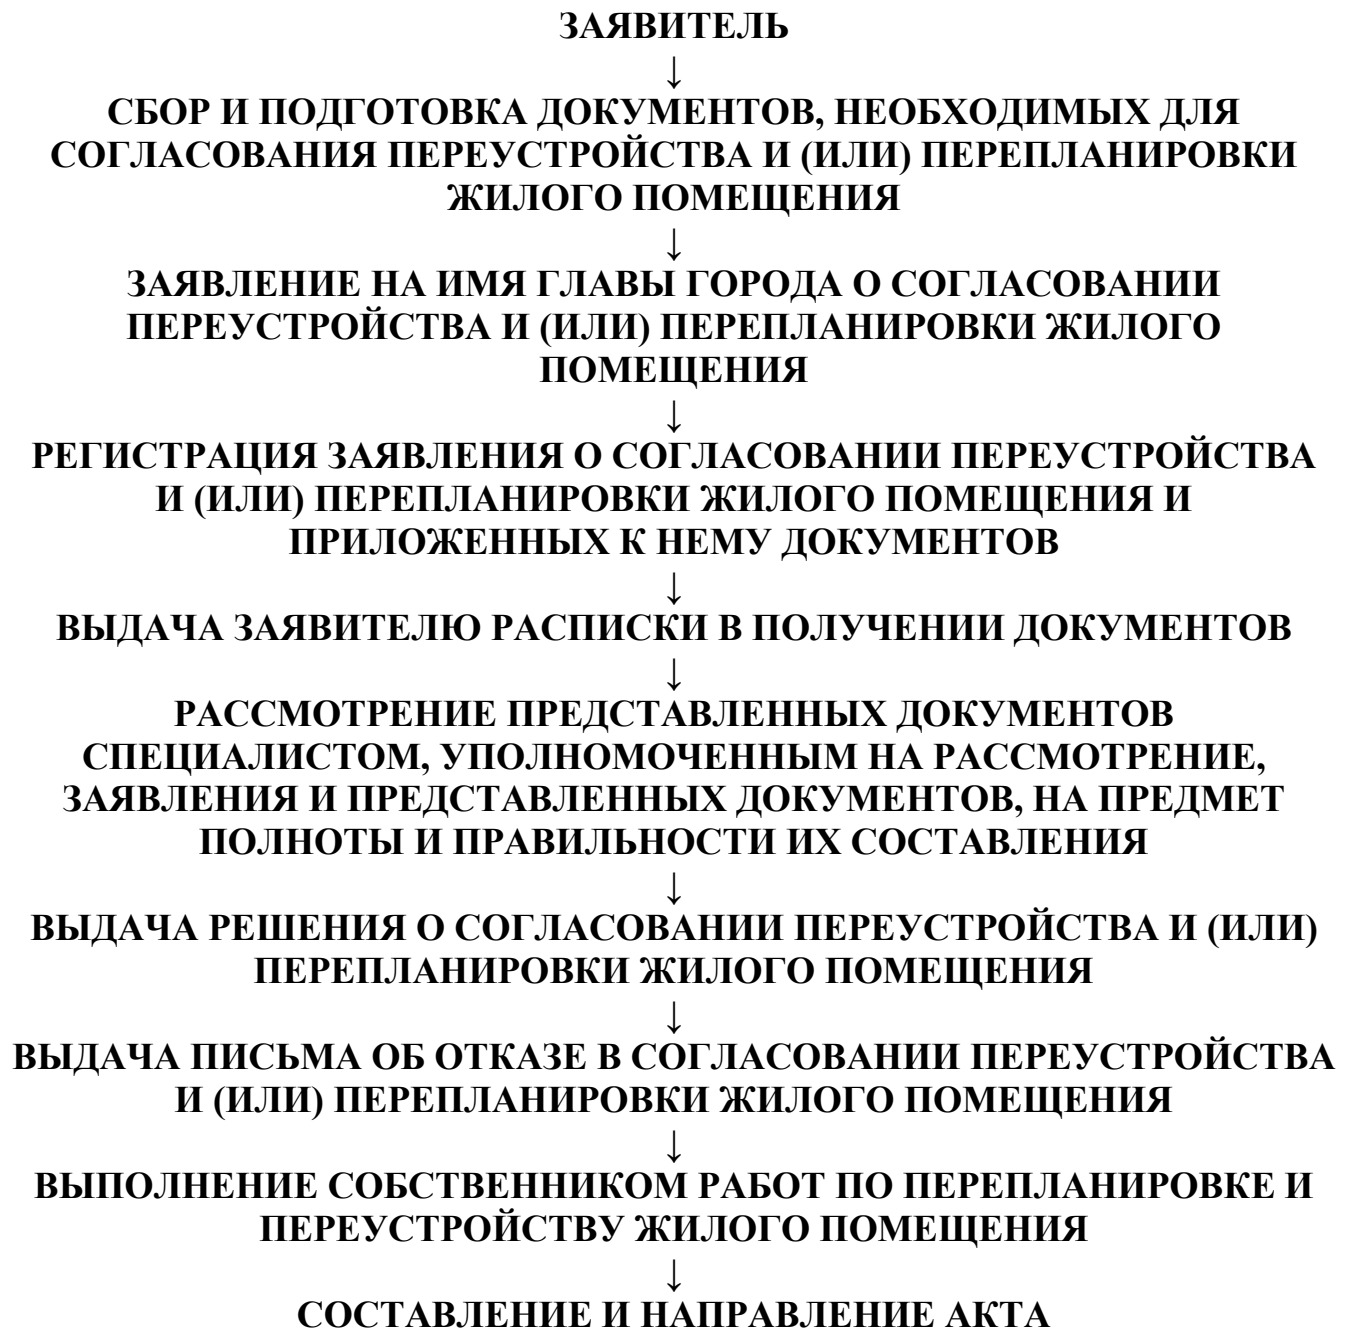 ЗАЯВИТЕЛЬ
↓
СБОР И ПОДГОТОВКА ДОКУМЕНТОВ, НЕОБХОДИМЫХ ДЛЯ
СОГЛАСОВАНИЯ ПЕРЕУСТРОЙСТВА И (ИЛИ) ПЕРЕПЛАНИРОВКИ
ЖИЛОГО ПОМЕЩЕНИЯ
↓
ЗАЯВЛЕНИЕ НА ИМЯ ГЛАВЫ ГОРОДА О СОГЛАСОВАНИИ
ПЕРЕУСТРОЙСТВА И (ИЛИ) ПЕРЕПЛАНИРОВКИ ЖИЛОГО
ПОМЕЩЕНИЯ
↓
РЕГИСТРАЦИЯ ЗАЯВЛЕНИЯ О СОГЛАСОВАНИИ ПЕРЕУСТРОЙСТВА
И (ИЛИ) ПЕРЕПЛАНИРОВКИ ЖИЛОГО ПОМЕЩЕНИЯ И
ПРИЛОЖЕННЫХ К НЕМУ ДОКУМЕНТОВ
↓
ВЫДАЧА ЗАЯВИТЕЛЮ РАСПИСКИ В ПОЛУЧЕНИИ ДОКУМЕНТОВ
↓
РАССМОТРЕНИЕ ПРЕДСТАВЛЕННЫХ ДОКУМЕНТОВ
СПЕЦИАЛИСТОМ, УПОЛНОМОЧЕННЫМ НА РАССМОТРЕНИЕ,
ЗАЯВЛЕНИЯ И ПРЕДСТАВЛЕННЫХ ДОКУМЕНТОВ, НА ПРЕДМЕТ
ПОЛНОТЫ И ПРАВИЛЬНОСТИ ИХ СОСТАВЛЕНИЯ
↓
ВЫДАЧА РЕШЕНИЯ О СОГЛАСОВАНИИ ПЕРЕУСТРОЙСТВА И (ИЛИ)
ПЕРЕПЛАНИРОВКИ ЖИЛОГО ПОМЕЩЕНИЯ
↓
ВЫДАЧА ПИСЬМА ОБ ОТКАЗЕ В СОГЛАСОВАНИИ ПЕРЕУСТРОЙСТВА
И (ИЛИ) ПЕРЕПЛАНИРОВКИ ЖИЛОГО ПОМЕЩЕНИЯ
↓
ВЫПОЛНЕНИЕ СОБСТВЕННИКОМ РАБОТ ПО ПЕРЕПЛАНИРОВКЕ И
ПЕРЕУСТРОЙСТВУ ЖИЛОГО ПОМЕЩЕНИЯ
↓
СОСТАВЛЕНИЕ И НАПРАВЛЕНИЕ АКТА